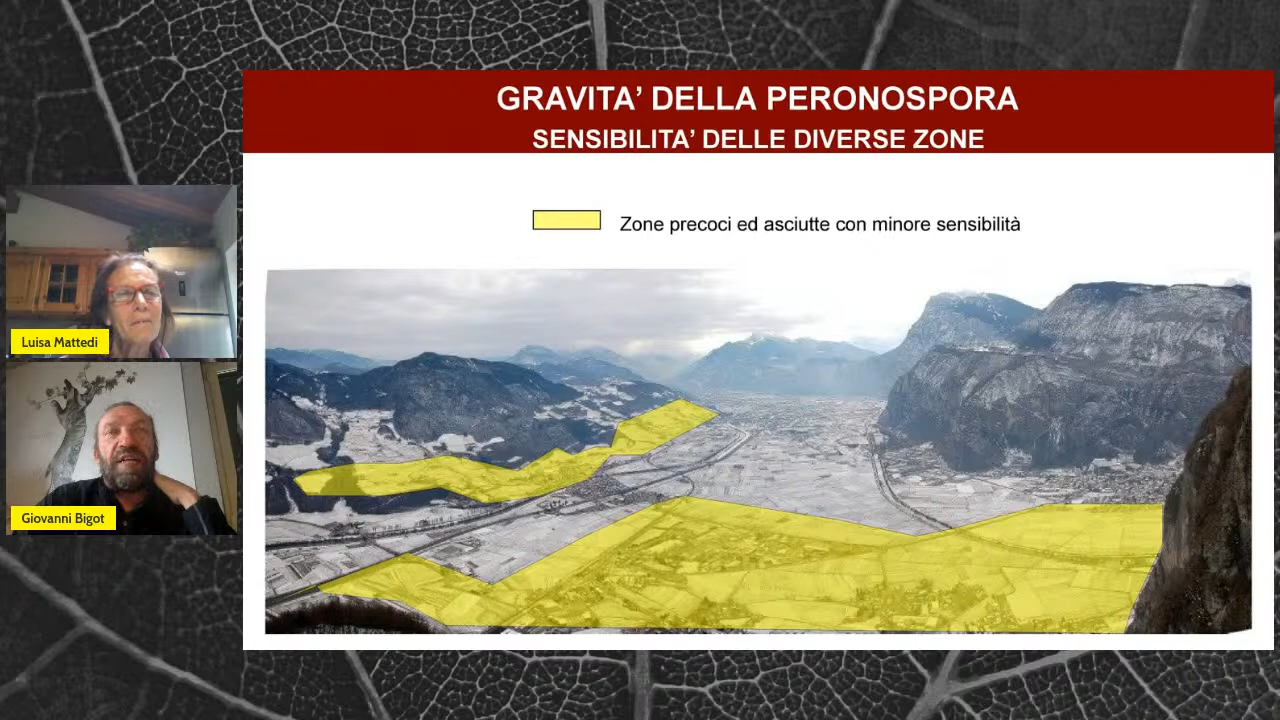 GRAVITA’ DELLA PERONOSPORA
SENSIBILITA’ DELLE DIVERSE ZONE
Zone precoci ed asciutte con minore sensibilità
Luisa Mattedi
Giovanni Bigot